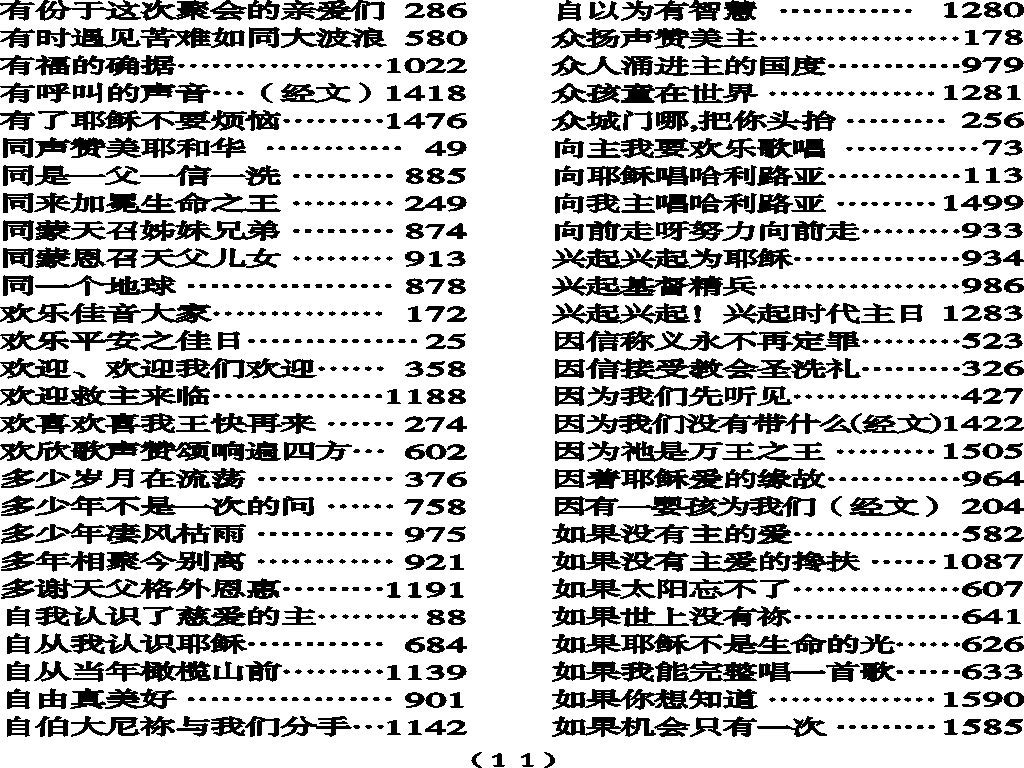 有份于这次聚会的亲爱们 286
有时遇见苦难如同大波浪 580
有福的确据………………1022
有呼叫的声音…（经文）1418
有了耶稣不要烦恼………1476
同声赞美耶和华 ………… 49
同是一父一信一洗 ……… 885
同来加冕生命之王 ……… 249
同蒙天召姊妹兄弟 ……… 874
同蒙恩召天父儿女 ……… 913
同一个地球 ……………… 878
欢乐佳音大家…………… 172
欢乐平安之佳日……………25
欢迎、欢迎我们欢迎…… 358
欢迎救主来临……………1188
欢喜欢喜我王快再来 …… 274
欢欣歌声赞颂响遍四方… 602
多少岁月在流荡 ………… 376
多少年不是一次的问 …… 758
多少年凄风枯雨 ………… 975
多年相聚今别离 ………… 921
多谢天父格外恩惠………1191
自我认识了慈爱的主………88
自从我认识耶稣………… 684
自从当年橄榄山前………1139
自由真美好 ……………… 901
自伯大尼祢与我们分手…1142
自以为有智慧 ………… 1280
众扬声赞美主………………178
众人涌进主的国度…………979
众孩童在世界 ……………1281
众城门哪,把你头抬 ……… 256
向主我要欢乐歌唱 …………73
向耶稣唱哈利路亚…………113
向我主唱哈利路亚 ………1499
向前走呀努力向前走………933
兴起兴起为耶稣……………934
兴起基督精兵………………986
兴起兴起！兴起时代主日 1283
因信称义永不再定罪………523
因信接受教会圣洗礼………326
因为我们先听见……………427
因为我们没有带什么(经文)1422
因为祂是万王之王 ………1505
因着耶稣爱的缘故…………964
因有一婴孩为我们（经文）204
如果没有主的爱……………582
如果没有主爱的搀扶 ……1087
如果太阳忘不了……………607
如果世上没有祢……………641
如果耶稣不是生命的光……626
如果我能完整唱一首歌……633
如果你想知道 ……………1590
如果机会只有一次 ………1585
（１１）